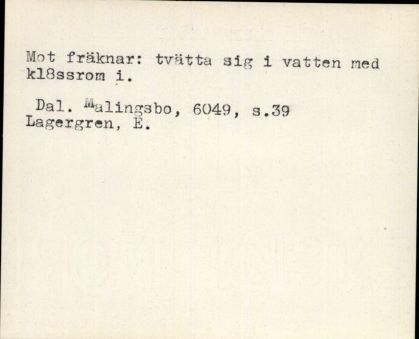 Mot fräknar: tvätta sig i vatten med
kl8ssrom i.
Dal. Malingsbo, 6049, s.39
Lagergren, E.